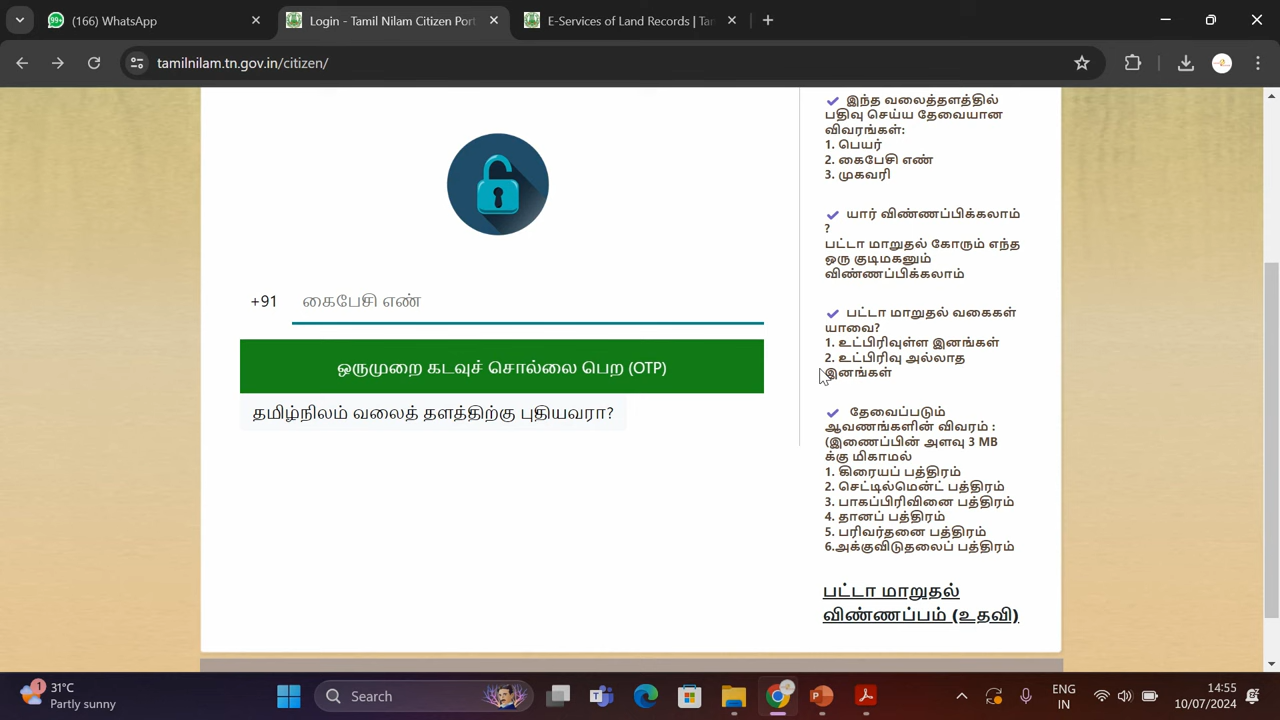 99+
(166) WhatsApp
Login - Tamil Nilam Citizen Port
E-Services of Land Records | Tam
tamilnilam.tn.gov.in/citizen/
+91 கைபேசி எண்
ஒருமுறை கடவுச் சொல்லை பெற (OTP)
தமிழ்நிலம் வலைத் தளத்திற்கு புதியவரா?
இந்த வலைத்தளத்தில்
பதிவு செய்ய தேவையான
விவரங்கள்:
1. பெயர்
2. கைபேசி எண்
3. முகவரி
யார் விண்ணப்பிக்கலாம்
?
பட்டா மாறுதல் கோரும் எந்த
ஒரு குடிமகனும்
விண்ணப்பிக்கலாம்
பட்டா மாறுதல் வகைகள்
யாவை?
1. உட்பிரிவுள்ள இனங்கள்
2. உட்பிரிவு அல்லாத
இனங்கள்
தேவைப்படும்
ஆவணங்களின் விவரம் :
(இணைப்பின் அளவு 3 MB
க்கு மிகாமல்
1. கிரையப் பத்திரம்
2. செட்டில்மென்ட் பத்திரம்
3. பாகப்பிரிவினை பத்திரம்
4. தானப் பத்திரம்
5. பரிவர்தனை பத்திரம்
6.அக்குவிடுதலைப் பத்திரம்
பட்டா மாறுதல்
விண்ணப்பம் (உதவி)
1
31°C
Partly sunny
Search
ENG
IN
14:55
10/07/2024